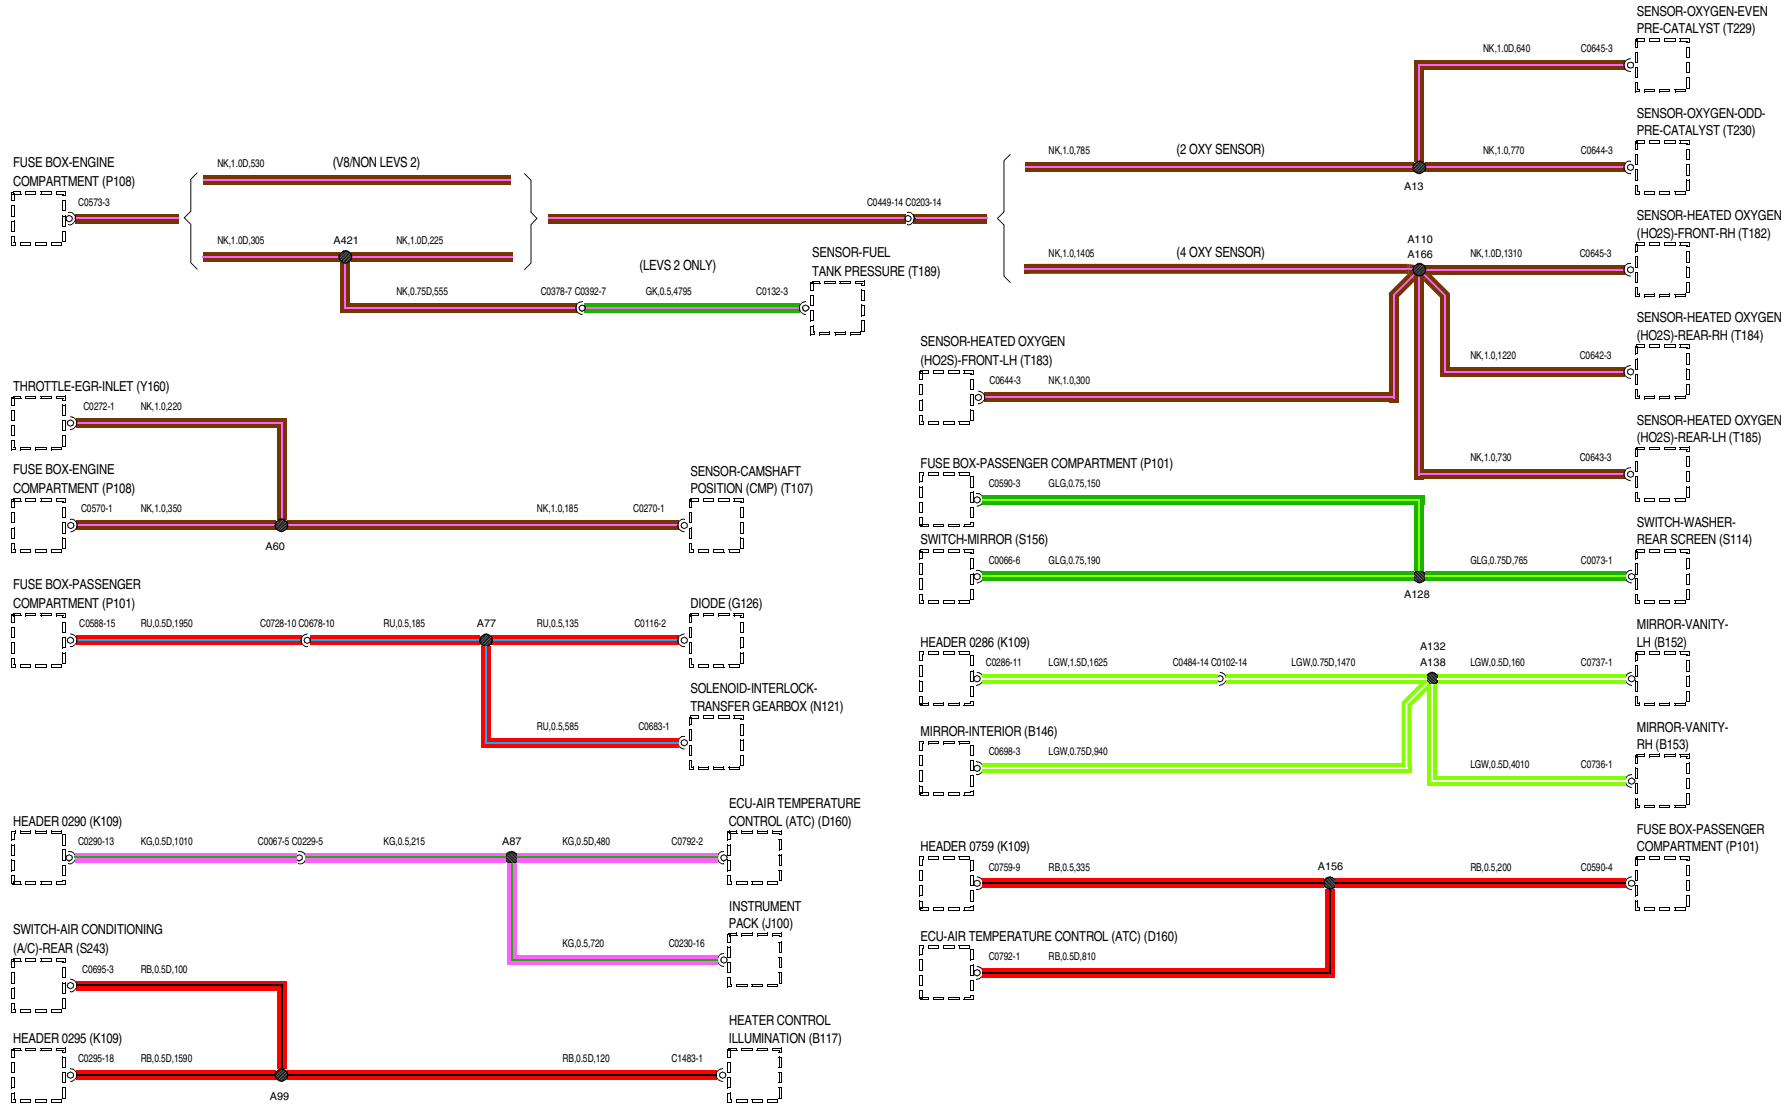 FUSE BOX-ENGINE
COMPARTMENT (P108)
C0573-3
NK,1.0D,530
(V8/NON LEVS 2)
NK,1.0D,305
A421
NK,1.0D,225
NK,0.75D,555
C0378-7 C0392-7
(LEVS 2 ONLY)
GK,0.5,4795
C0132-3
SENSOR-FUEL
TANK PRESSURE (T189)
C0449-14 C0203-14
NK,1.0,785
(2 OXY SENSOR)
A13
NK,1.0D,640
C0645-3
SENSOR-OXYGEN-EVEN
PRE-CATALYST (T229)
NK,1.0,770
C0644-3
SENSOR-OXYGEN-ODD-
PRE-CATALYST (T230)
NK,1.0,1405
(4 OXY SENSOR)
A110
A166
NK,1.0D,1310
C0645-3
SENSOR-HEATED OXYGEN
(HO2S)-FRONT-RH (T182)
NK,1.0,1220
C0642-3
SENSOR-HEATED OXYGEN
(HO2S)-REAR-RH (T184)
NK,1.0,730
C0643-3
SENSOR-HEATED OXYGEN
(HO2S)-REAR-LH (T185)
SENSOR-HEATED OXYGEN
(HO2S)-FRONT-LH (T183)
C0644-3
NK,1.0,300
THROTTLE-EGR-INLET (Y160)
C0272-1
NK,1.0,220
FUSE BOX-ENGINE
COMPARTMENT (P108)
C0570-1
NK,1.0,350
A60
NK,1.0,185
C0270-1
SENSOR-CAMSHAFT
POSITION (CMP) (T107)
FUSE BOX-PASSENGER
COMPARTMENT (P101)
C0588-15
RU,0.5D,1950
C0728-10 C0678-10
RU,0.5,185
A77
RU,0.5,135
C0116-2
DIODE (G126)
RU,0.5,585
C0683-1
SOLENOID-INTERLOCK-
TRANSFER GEARBOX (N121)
HEADER 0290 (K109)
C0290-13
KG,0.5D,1010
C0067-5 C0229-5
KG,0.5,215
A87
KG,0.5D,480
C0792-2
ECU-AIR TEMPERATURE
CONTROL (ATC) (D160)
KG,0.5,720
C0230-16
INSTRUMENT
PACK (J100)
SWITCH-AIR CONDITIONING
(A/C)-REAR (S243)
C0695-3
RB,0.5D,100
HEADER 0295 (K109)
C0295-18
RB,0.5D,1590
A99
RB,0.5D,120
C1483-1
HEATER CONTROL
ILLUMINATION (B117)
FUSE BOX-PASSENGER COMPARTMENT (P101)
C0590-3
GLG,0.75,150
SWITCH-MIRROR (S156)
C0066-6
GLG,0.75,190
A128
GLG,0.75D,765
C0073-1
SWITCH-WASHER-
REAR SCREEN (S114)
HEADER 0286 (K109)
C0286-11
LGW,1.5D,1625
C0484-14 C0102-14
LGW,0.75D,1470
A132
A138
LGW,0.5D,160
C0737-1
MIRROR-VANITY-
LH (B152)
MIRROR-INTERIOR (B146)
C0698-3
LGW,0.75D,940
LGW,0.5D,4010
C0736-1
MIRROR-VANITY-
RH (B153)
HEADER 0759 (K109)
C0759-9
RB,0.5,335
A156
RB,0.5,200
C0590-4
FUSE BOX-PASSENGER
COMPARTMENT (P101)
ECU-AIR TEMPERATURE CONTROL (ATC) (D160)
C0792-1
RB,0.5D,810